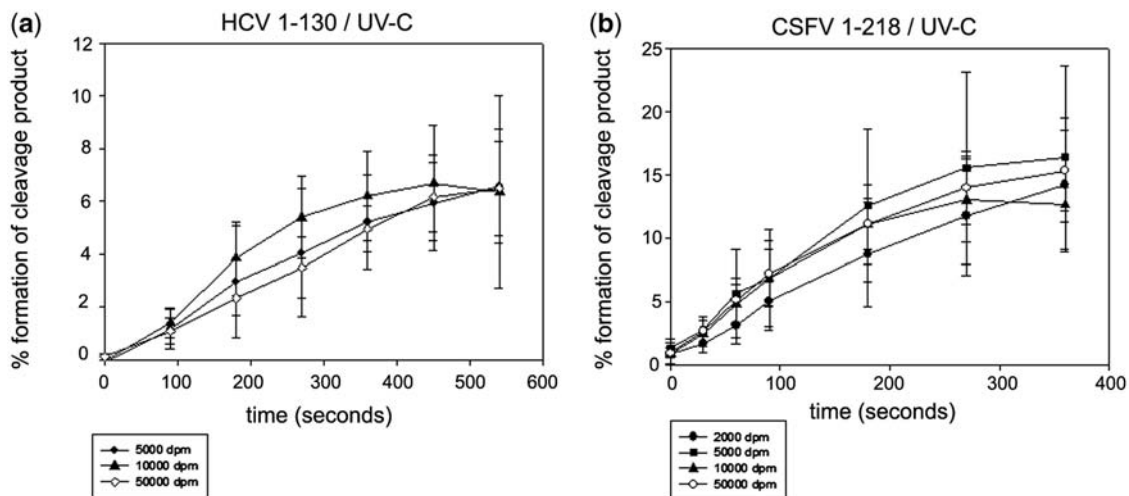 (a)
HCV 1-130 / UV-C
% formation of cleavage product
12
10
8
6
4
2
0
0 100 200 300 400 500 600
time (seconds)
5000 dpm
10000 dpm
50000 dpm
(b)
CSFV 1-218 / UV-C
% formation of cleavage product
25
20
15
10
5
0
0 100 200 300 400
time (seconds)
2000 dpm
5000 dpm
10000 dpm
50000 dpm